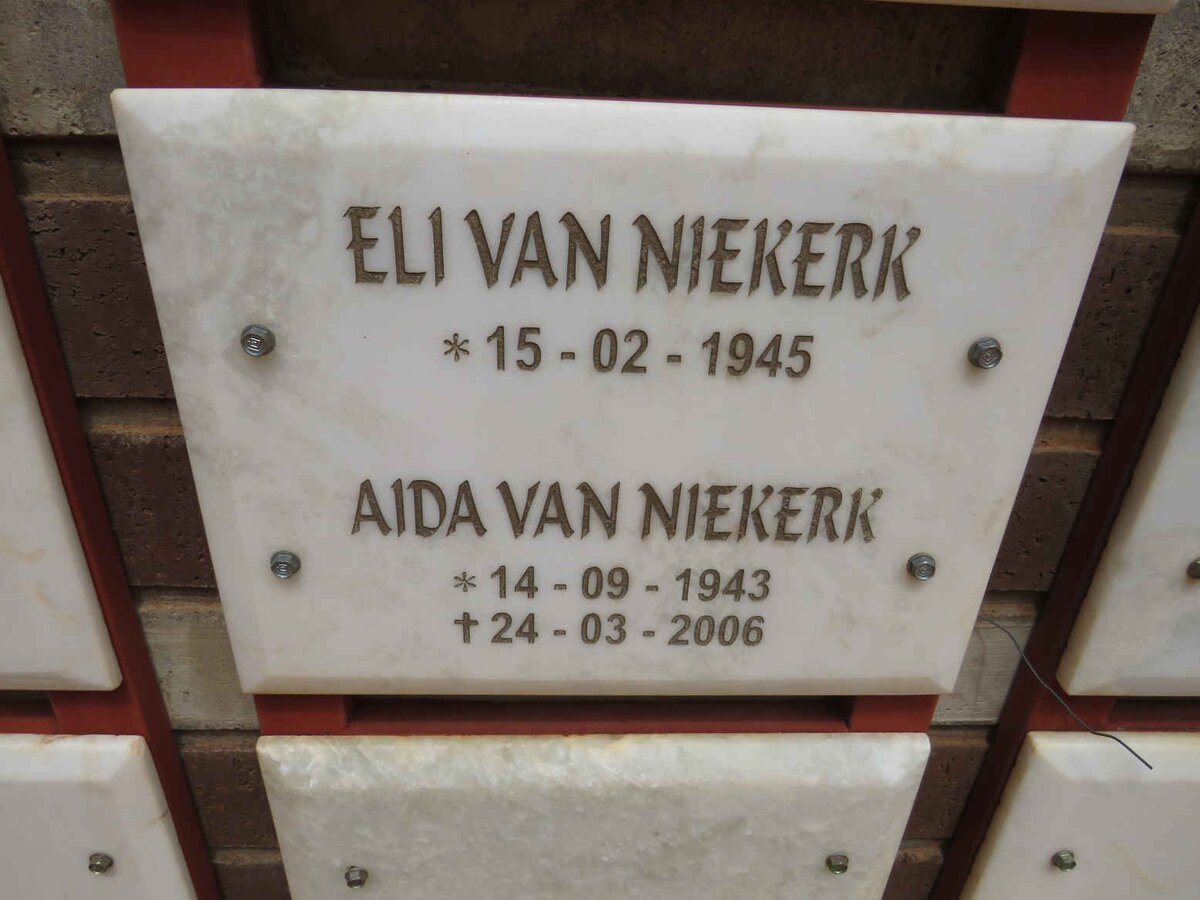 ELI VAN NIEKERK
* 15 - 02 - 1945
AIDA VAN NIEKERK
* 14 - 09 - 1943
✝ 24 - 03 - 2006